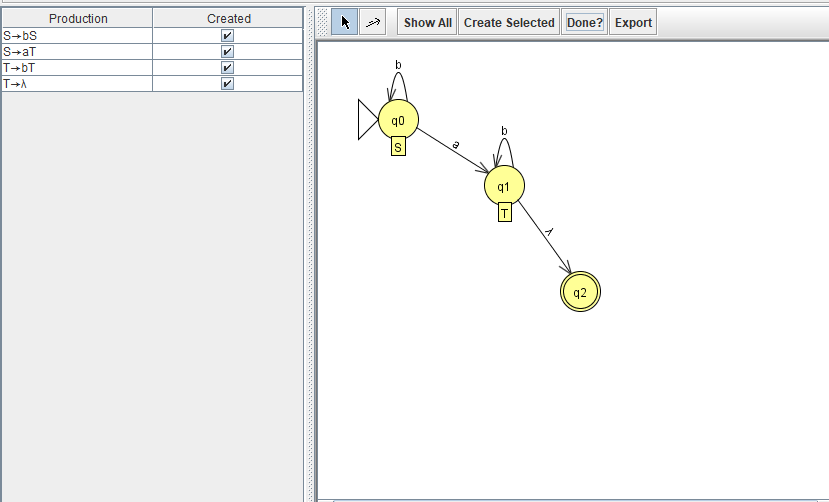 Production Created
S→bS
S→aT
T→bT
T→λ
Show All Create Selected Done? Export
b
q0
S
a
b
q1
T
λ
q2